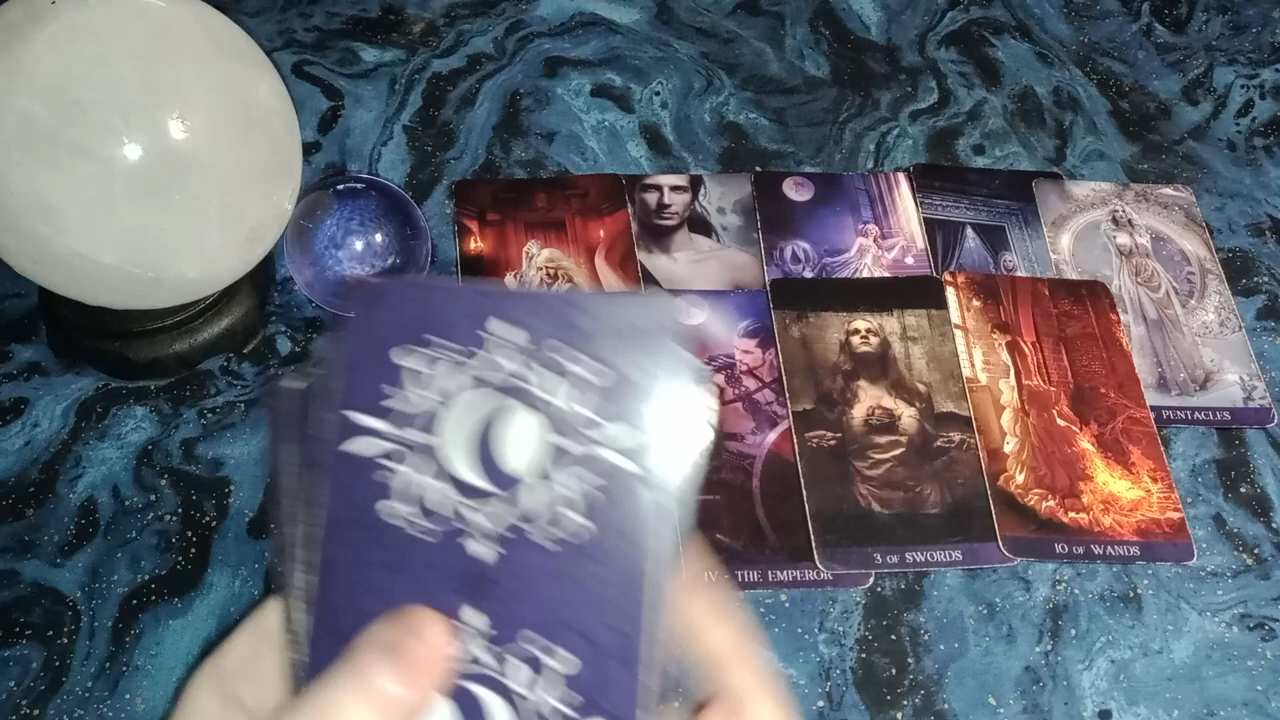 PENTACLES
3 OF SWORDS
10 OF WANDS
IV - THE EMPEROR